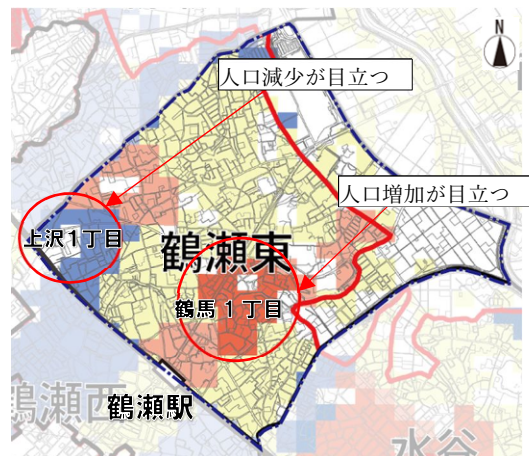 N
人口減少が目立つ
人口増加が目立つ
上沢1丁目
鶴瀬東
鶴馬 1 丁目
鶴瀬西
鶴瀬駅
水谷